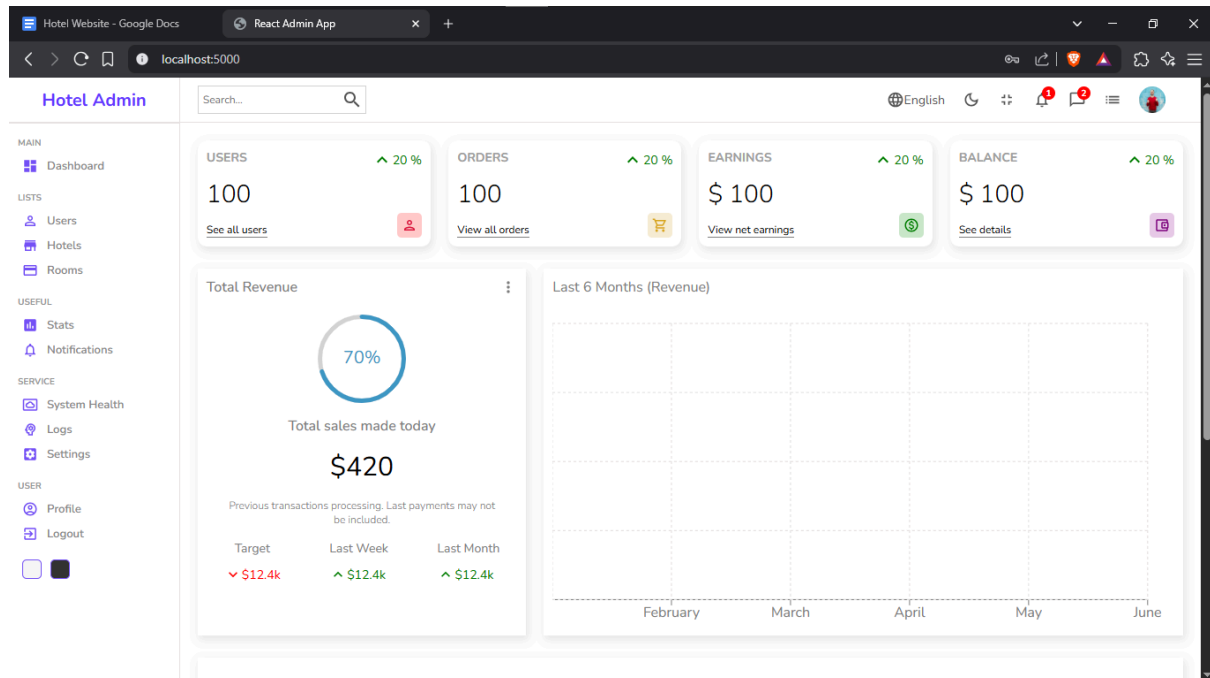 Hotel Website - Google Docs
React Admin App
localhost:5000
Hotel Admin
Search...
English
1
2
MAIN
Dashboard
LISTS
Users
Hotels
Rooms
USEFUL
Stats
Notifications
SERVICE
System Health
Logs
Settings
USER
Profile
Logout
USERS
20 %
100
See all users
ORDERS
20 %
100
View all orders
EARNINGS
20 %
$ 100
View net earnings
BALANCE
20 %
$ 100
See details
Total Revenue
70%
Total sales made today
$420
Previous transactions processing. Last payments may not
be included.
Target Last Week Last Month
$12.4k $12.4k $12.4k
Last 6 Months (Revenue)
February March April May June